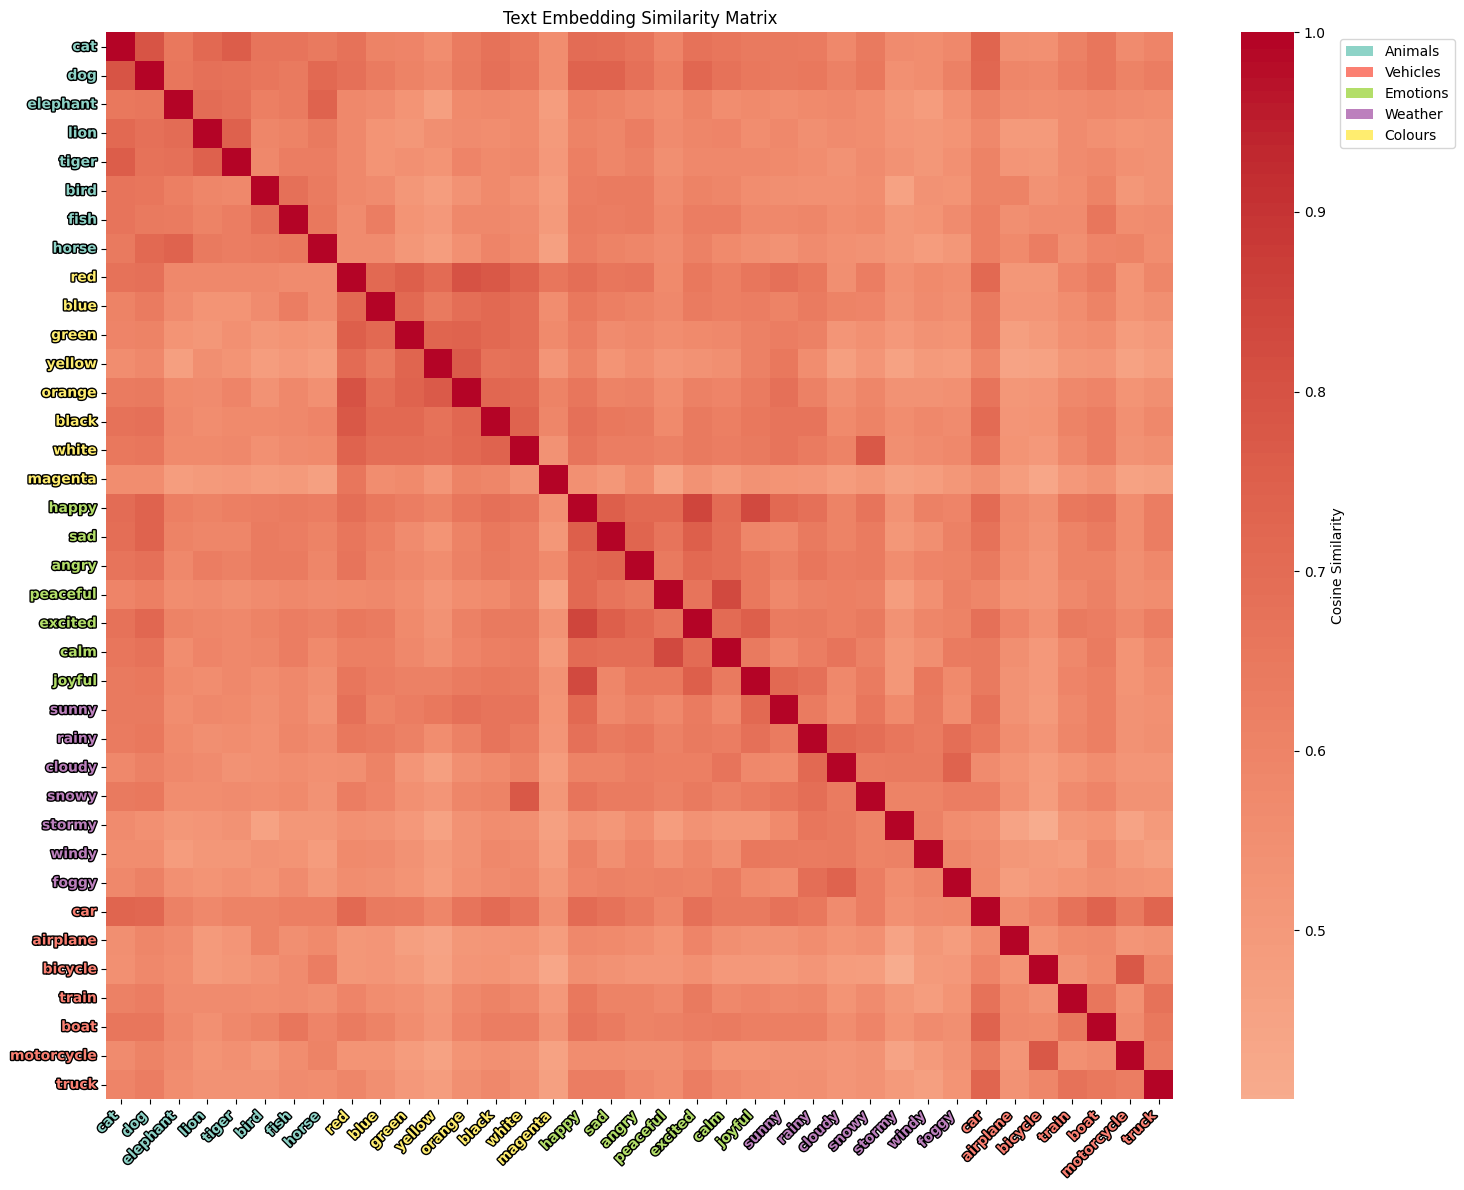 Text Embedding Similarity Matrix
cat
dog
elephant
lion
tiger
bird
fish
horse
red
blue
green
yellow
orange
black
white
magenta
happy
sad
angry
peaceful
excited
calm
joyful
sunny
rainy
cloudy
snowy
stormy
windy
foggy
car
airplane
bicycle
train
boat
motorcycle
truck
cat
dog
elephant
lion
tiger
bird
fish
horse
red
blue
green
yellow
orange
black
white
magenta
happy
sad
angry
peaceful
excited
calm
joyful
sunny
rainy
cloudy
snowy
stormy
windy
foggy
car
airplane
bicycle
train
boat
motorcycle
truck
1.0
0.9
0.8
0.7
0.6
0.5
Cosine Similarity
Animals
Vehicles
Emotions
Weather
Colours